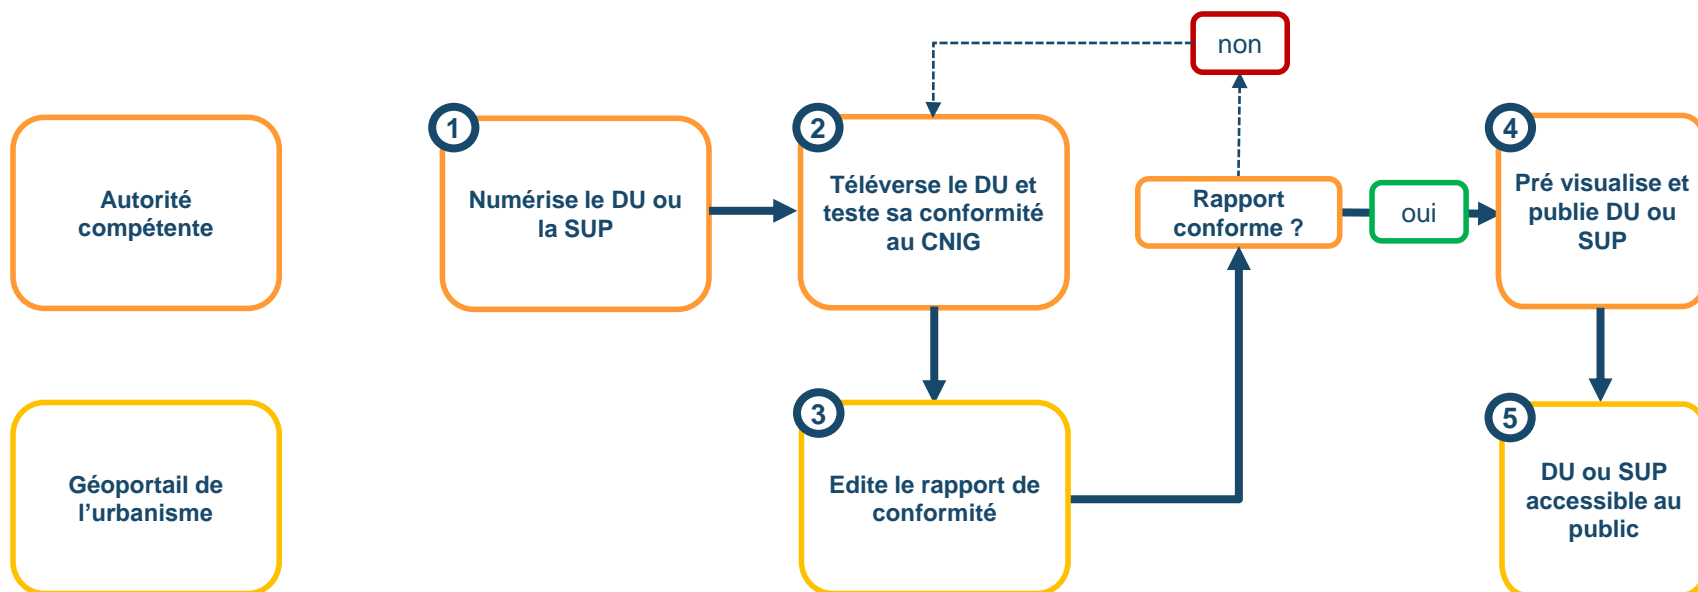 non
1
2
4
Autorité
compétente
Numérise le DU ou
la SUP
Téléverse le DU et
teste sa conformité
au CNIG
Rapport
conforme ?
oui
Pré visualise et
publie DU ou
SUP
3
5
Géoportail de
l'urbanisme
Edite le rapport de
conformité
DU ou SUP
accessible au
public